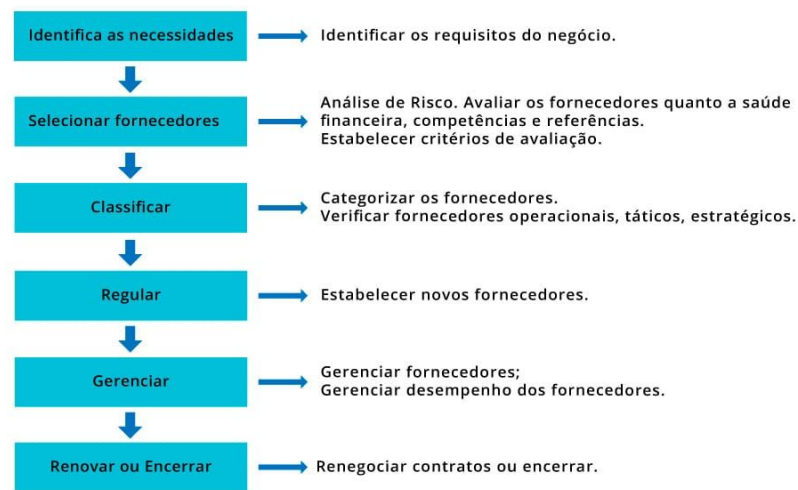 Identifica as necessidades
Identificar os requisitos do negócio.
Selecionar fornecedores
Análise de Risco. Avaliar os fornecedores quanto a saúde
financeira, competências e referências.
Estabelecer critérios de avaliação.
Classificar
Categorizar os fornecedores.
Verificar fornecedores operacionais, táticos, estratégicos.
Regular
Estabelecer novos fornecedores.
Gerenciar
Gerenciar fornecedores;
Gerenciar desempenho dos fornecedores.
Renovar ou Encerrar
Renegociar contratos ou encerrar.